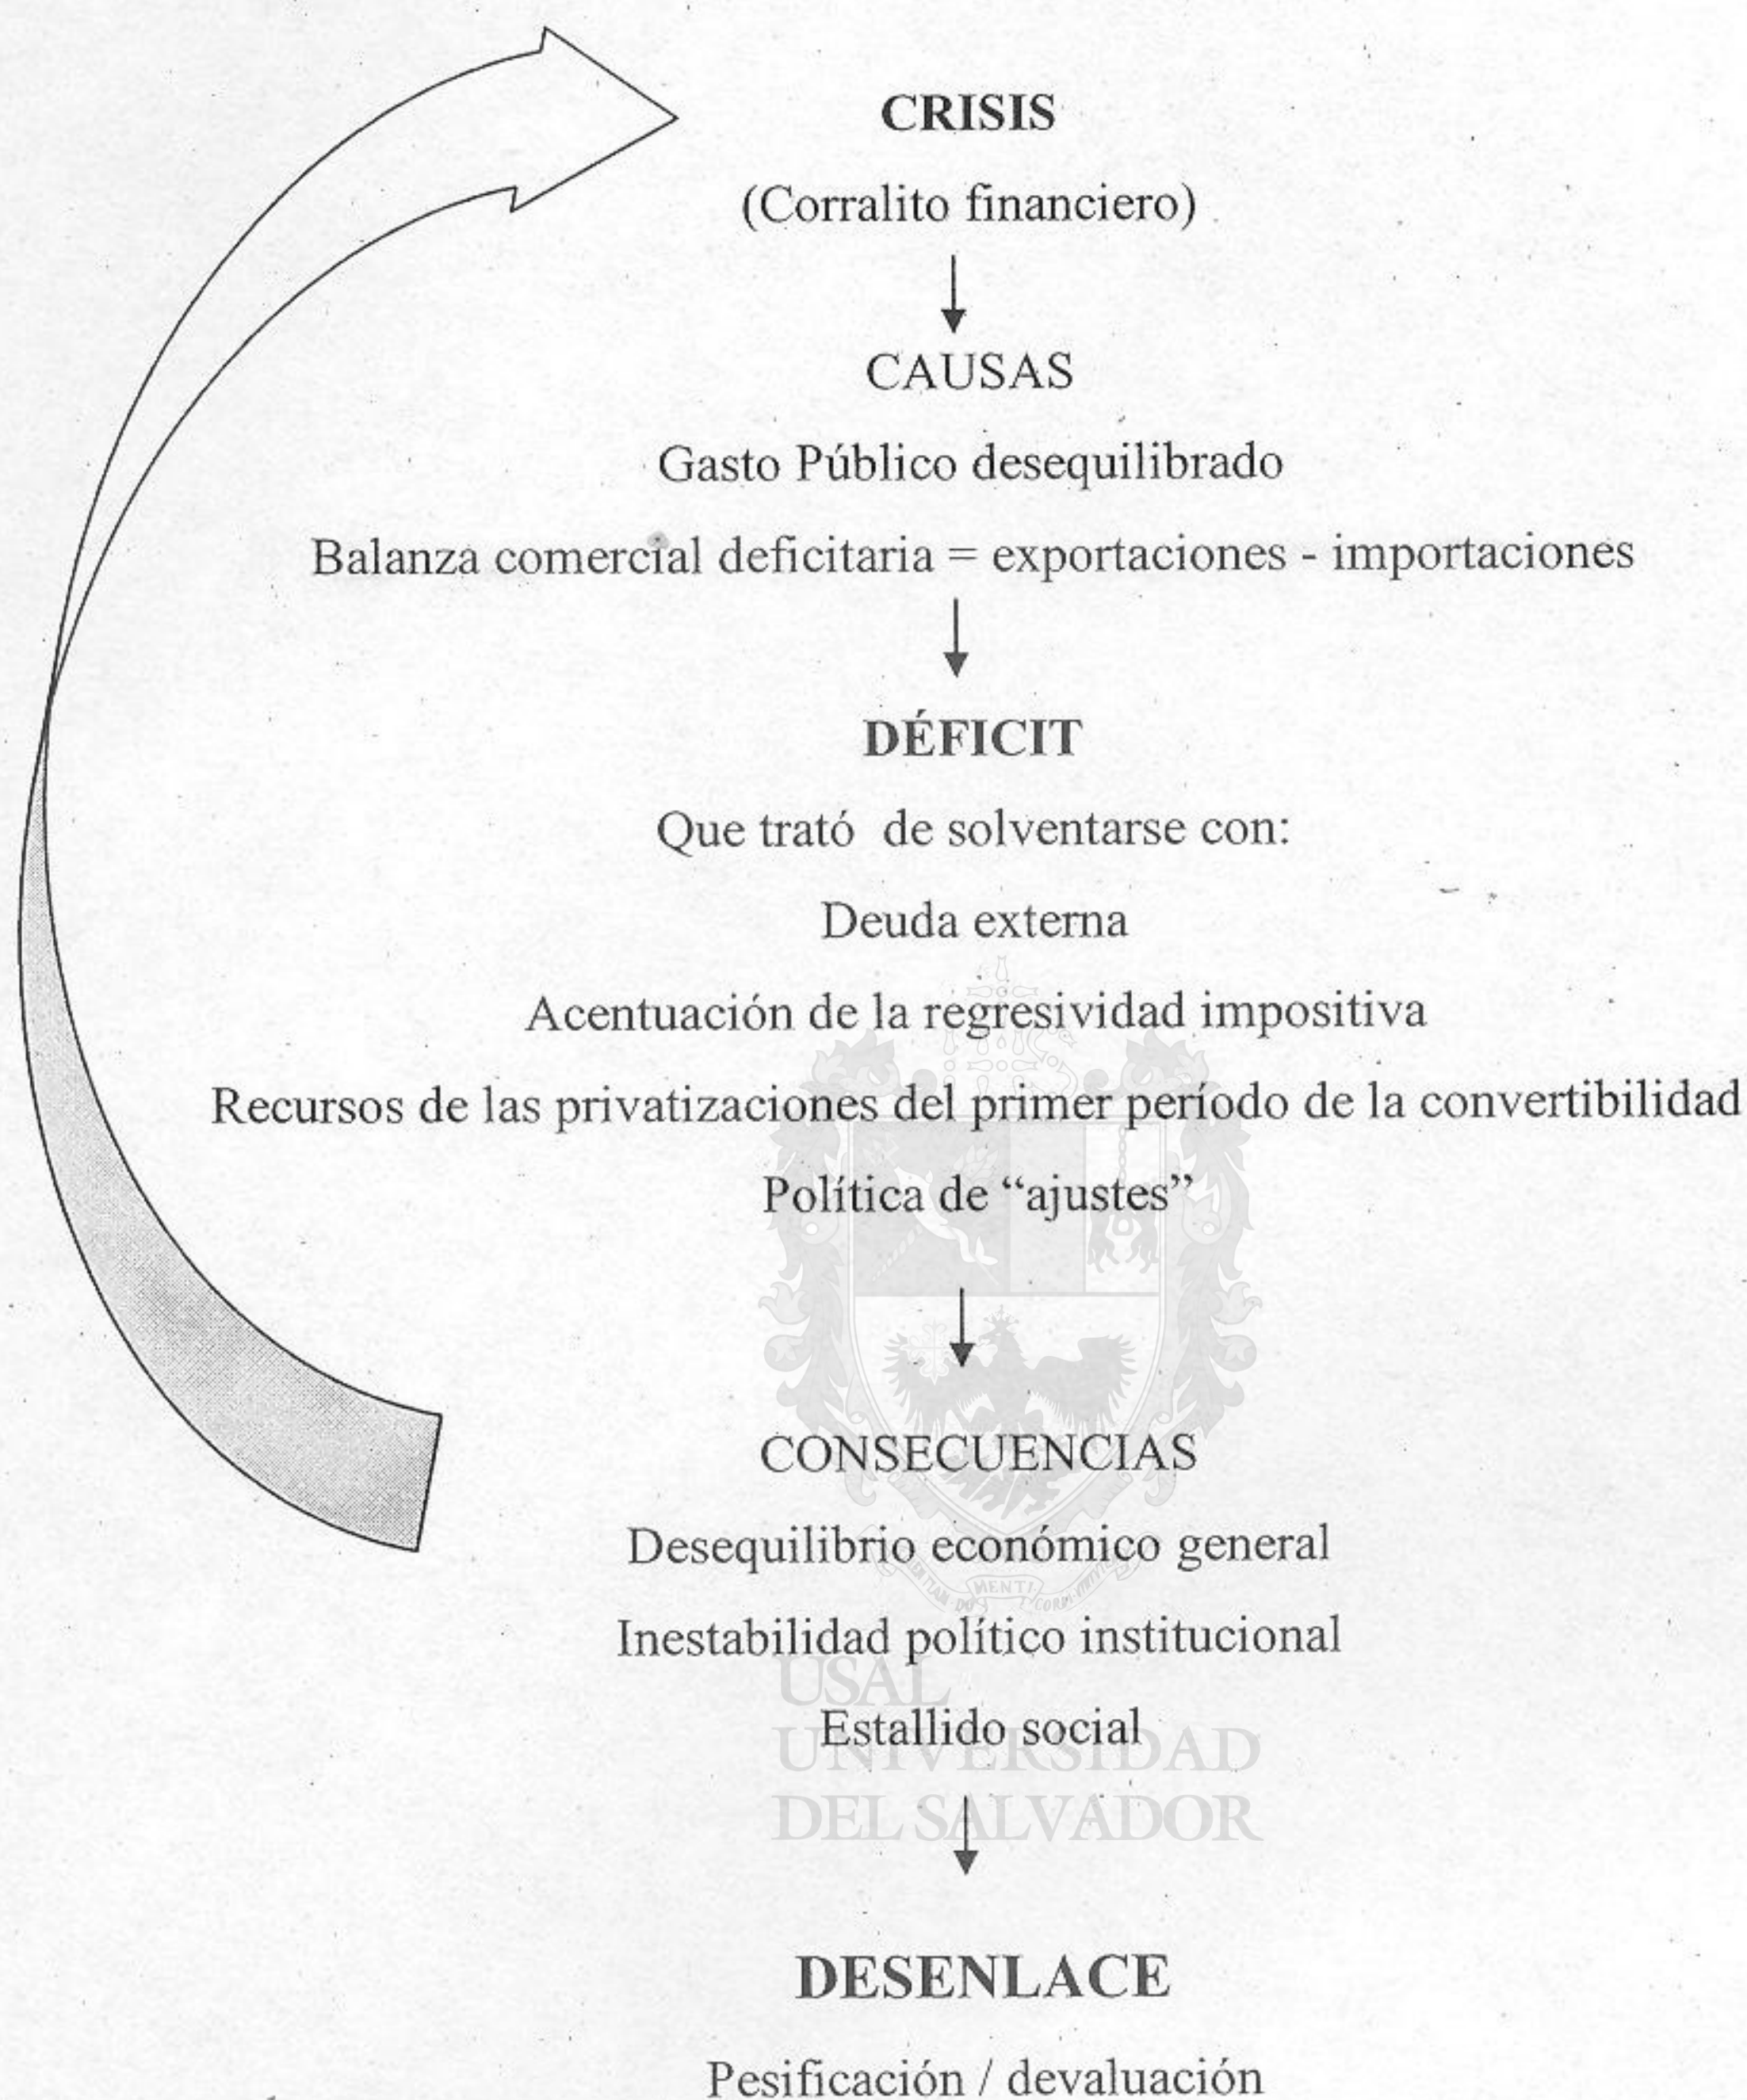 CRISIS
(Corralito financiero)
CAUSAS
Gasto Público desequilibrado
Balanza comercial deficitaria = exportaciones - importaciones
DÉFICIT
Que trató de solventarse con:
Deuda externa
Acentuación de la regresividad impositiva
Recursos de las privatizaciones del primer período de la convertibilidad
Política de “ajustes”
CONSECUENCIAS
Desequilibrio económico general
MENTI
Inestabilidad político institucional
USAL
Estallido social
UNIVERSIDAD
DEL SALVADOR
DESENLACE
Pesificación / devaluación